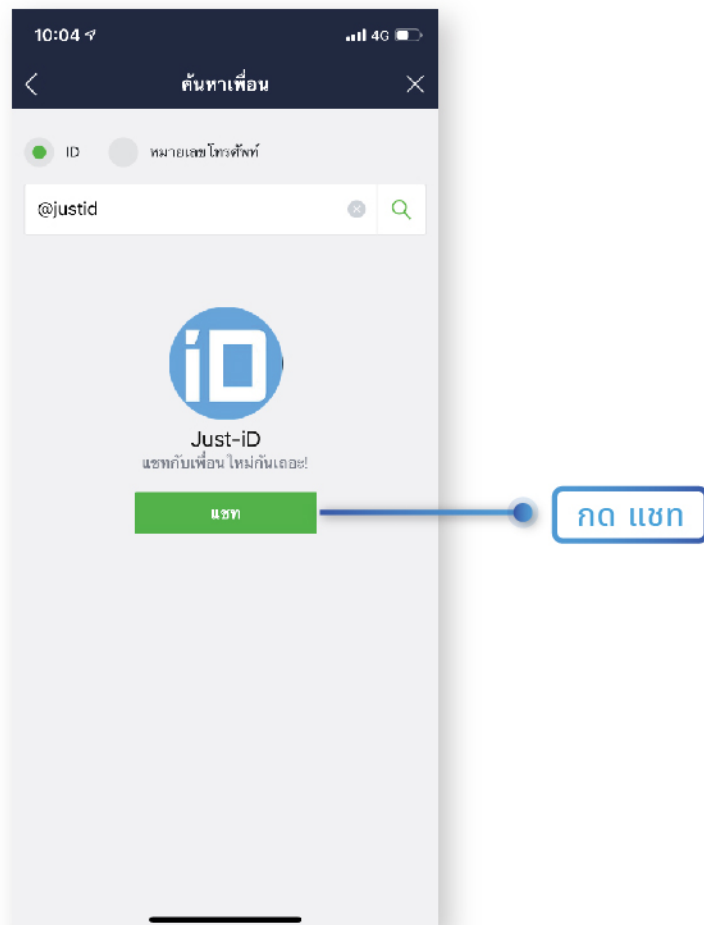 10:04
4G
ค้นหาเพื่อน
ID
หมายเลขโทรศัพท์
@justid
iD
Just-iD
แชทกับเพื่อนใหม่กันเถอะ!
แชท
กด แชท